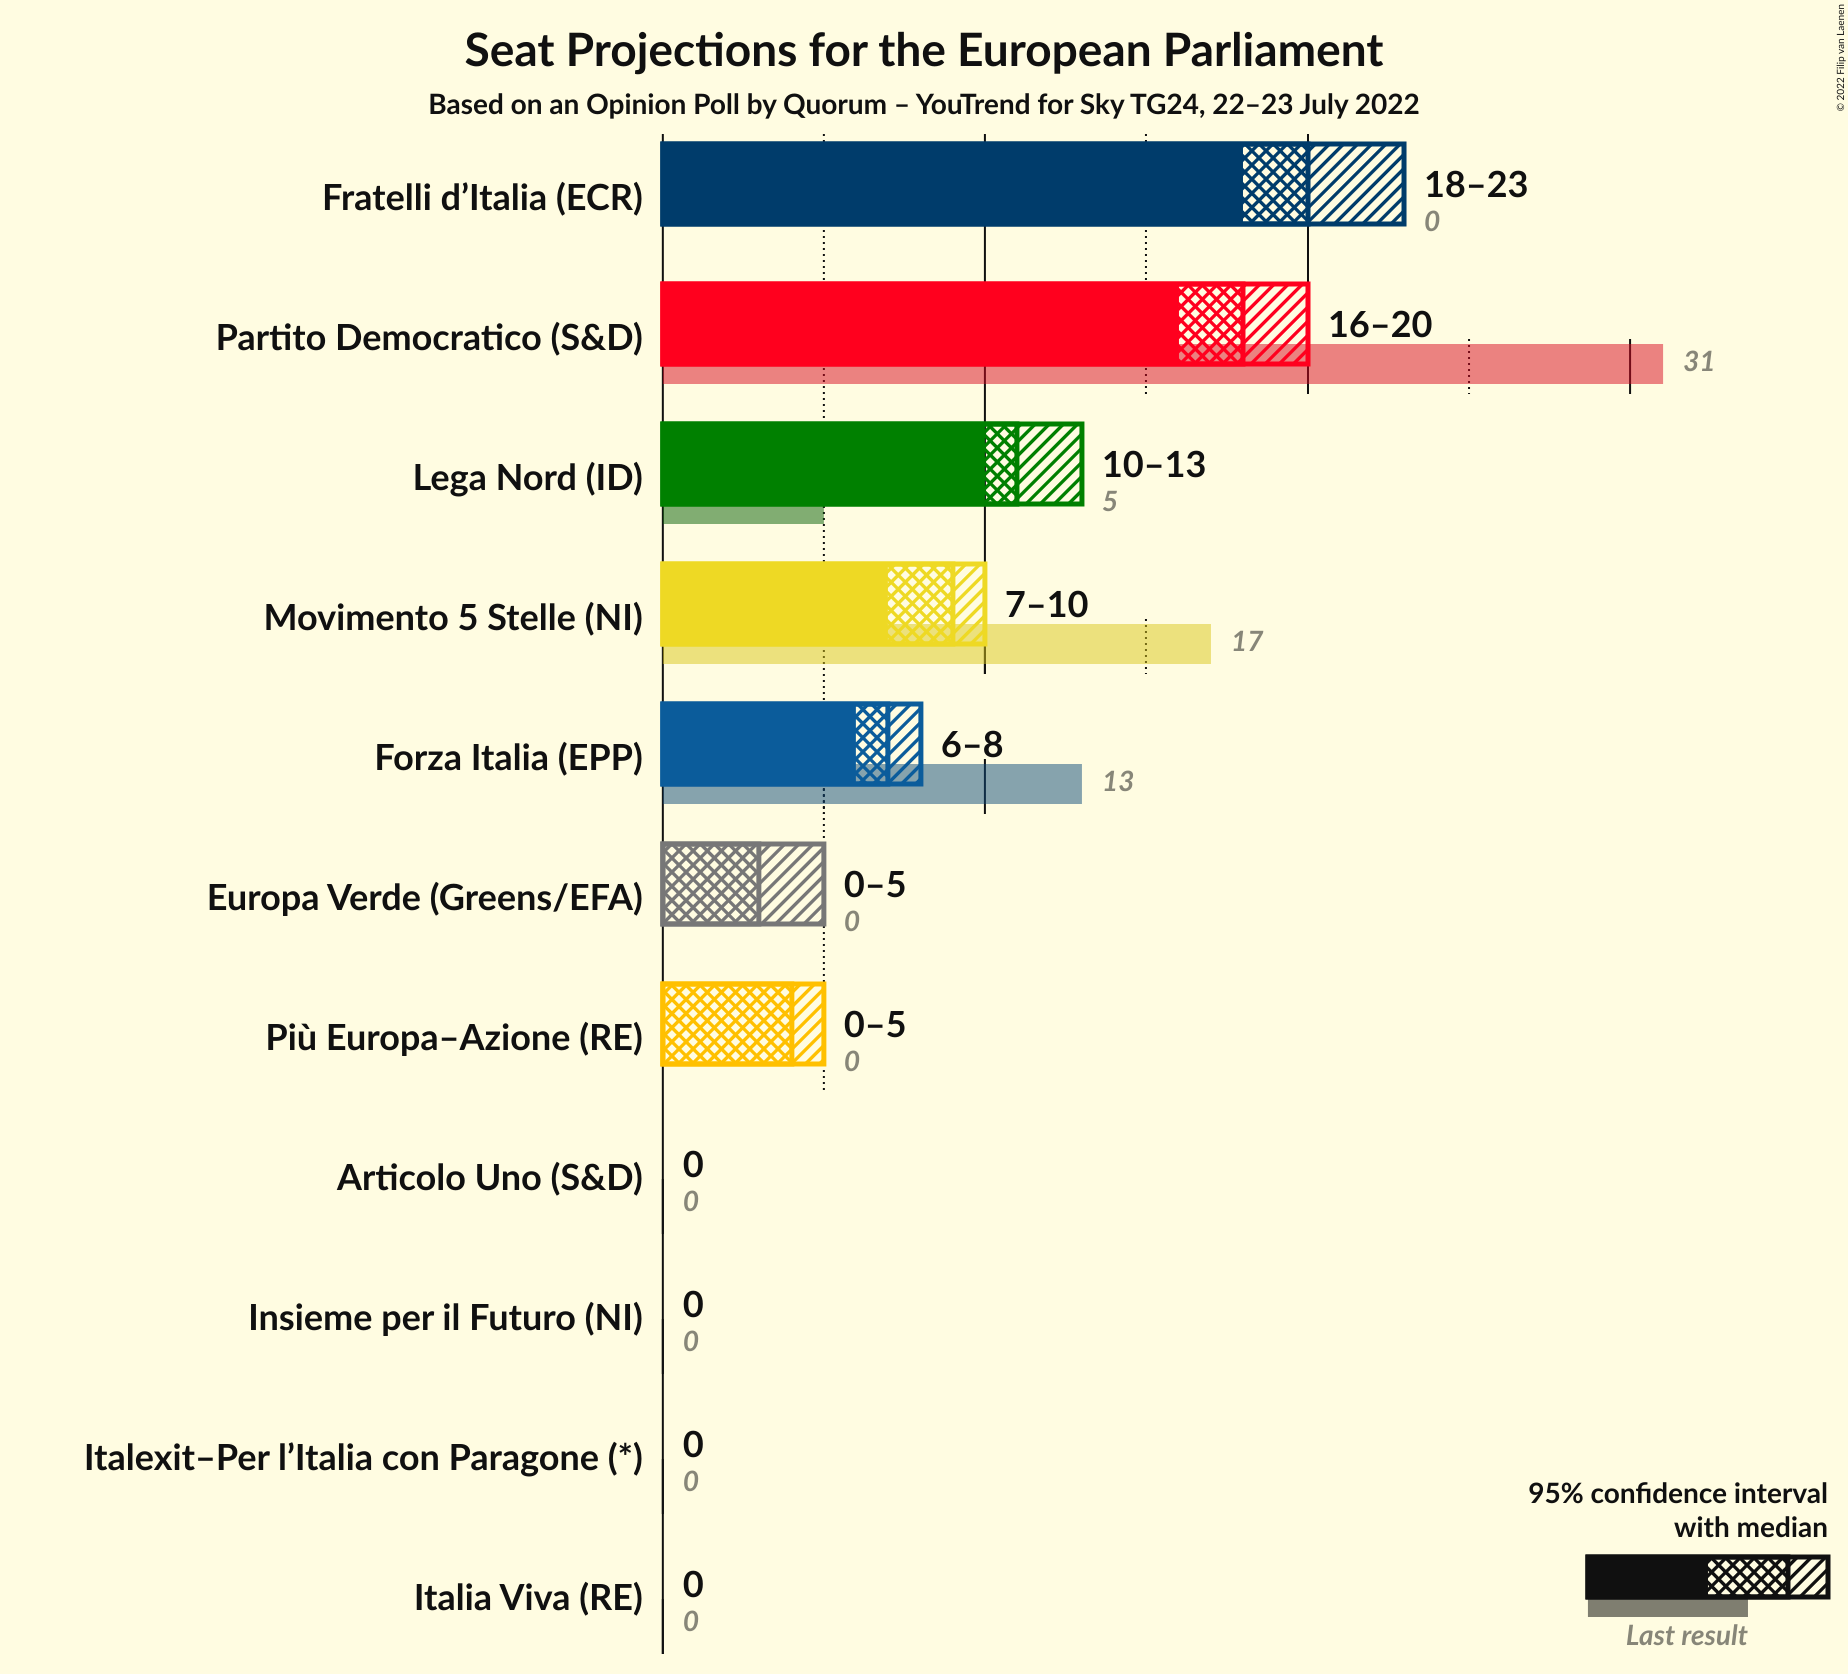 Seat Projections for the European Parliament
Based on an Opinion Poll by Quorum – YouTrend for Sky TG24, 22–23 July 2022
© 2022 Filip van Laenen
Fratelli d’Italia (ECR)
18–23
0
Partito Democratico (S&D)
16–20
31
Lega Nord (ID)
10–13
5
Movimento 5 Stelle (NI)
7–10
17
Forza Italia (EPP)
6–8
13
Europa Verde (Greens/EFA)
0–5
0
Più Europa–Azione (RE)
0–5
0
Articolo Uno (S&D)
0
0
Insieme per il Futuro (NI)
0
0
Italexit–Per l’Italia con Paragone (*)
0
0
Italia Viva (RE)
0
0
95% confidence interval
with median
Last result